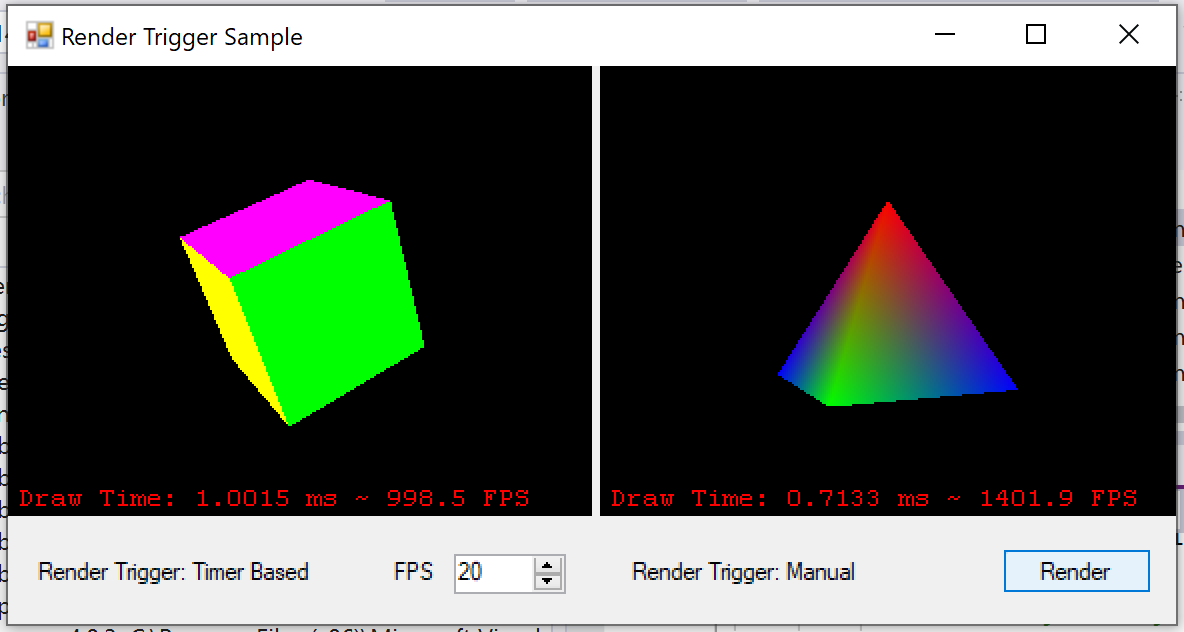 Render Trigger Sample
Draw Time: 1.0015 ms ~ 998.5 FPS
Draw Time: 0.7133 ms ~ 1401.9 FPS
Render Trigger: Timer Based
FPS
20
Render Trigger: Manual
Render